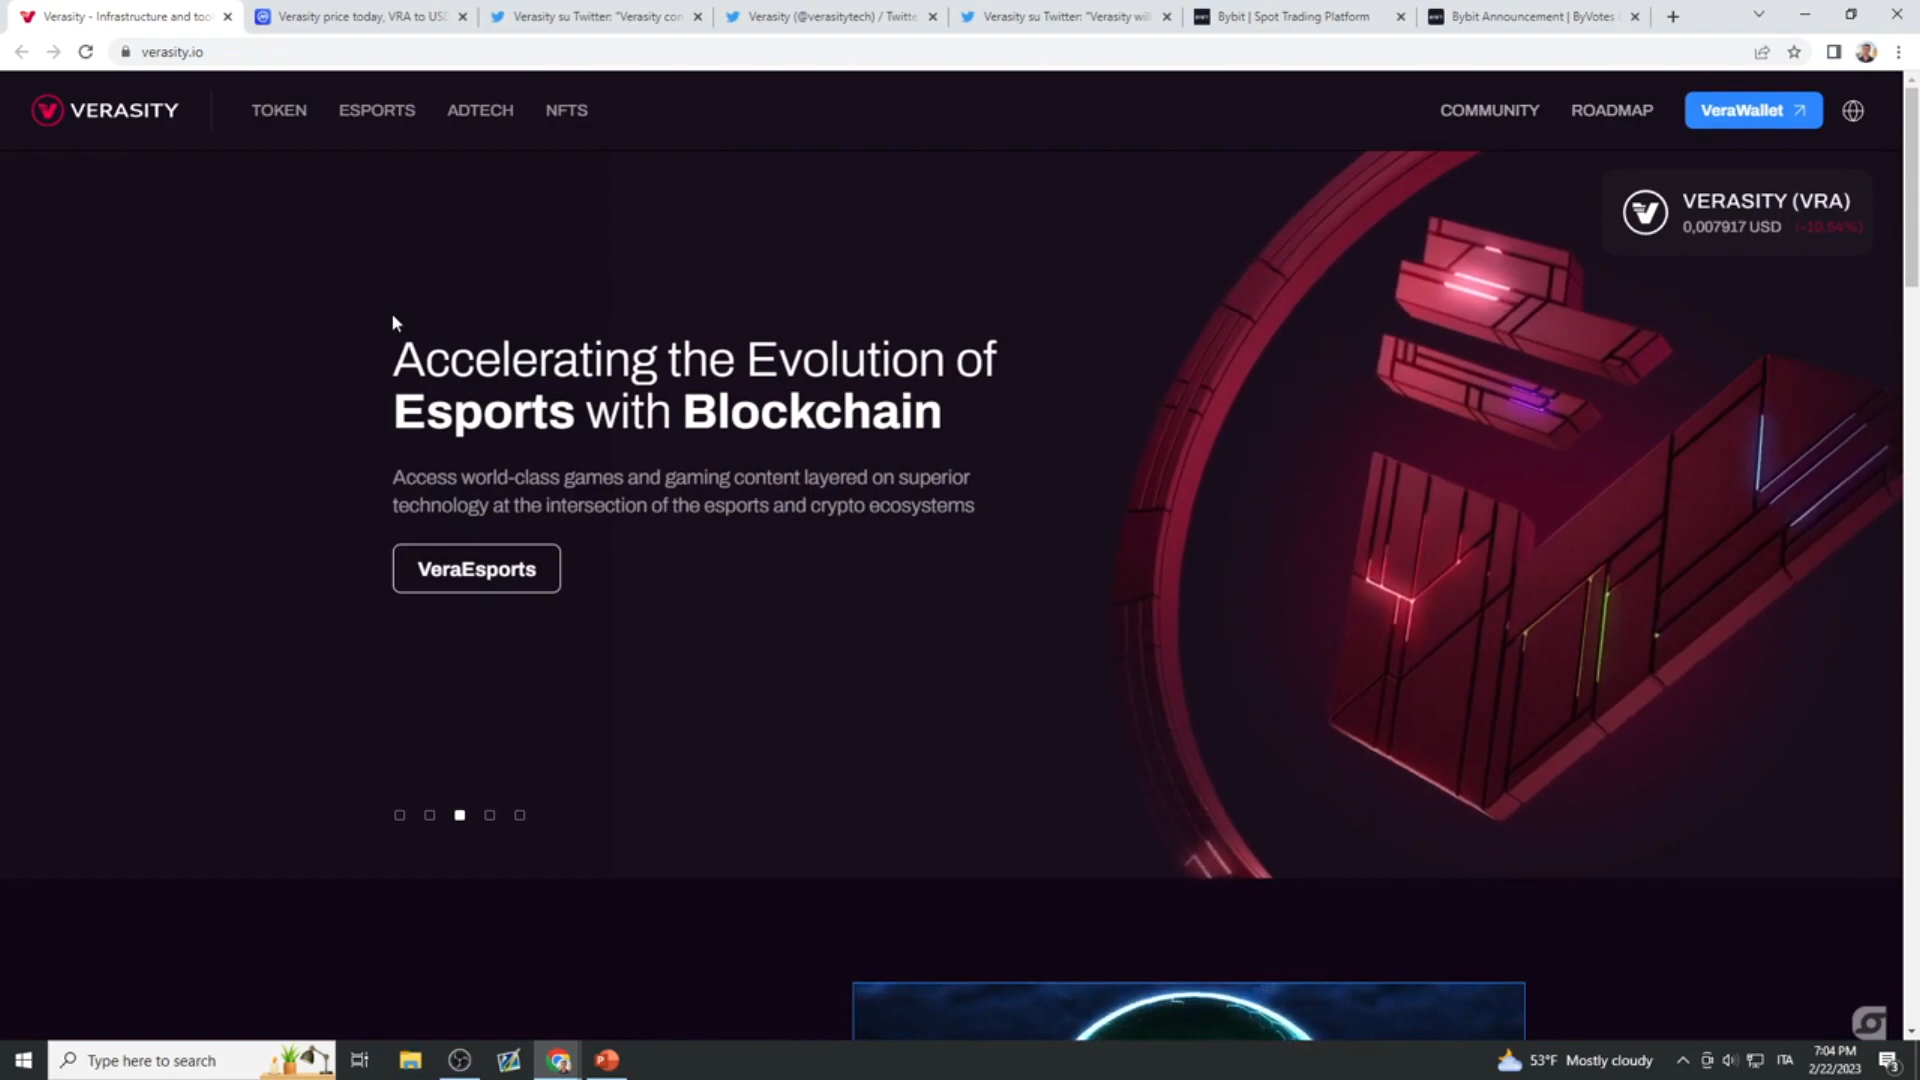 Verasity - Infrastructure and too
Verasity price today, VRA to USD
Verasity su Twitter: "Verasity con
Verasity (@verasitytech) / Twitte
Verasity su Twitter: "Verasity will
Bybit | Spot Trading Platform
Bybit Announcement | ByVotes
verasity.io
VERASITY
TOKEN
ESPORTS
ADTECH
NFTS
COMMUNITY
ROADMAP
VeraWallet
VERASITY (VRA)
0,007917 USD (-10.54%)
Accelerating the Evolution of
Esports with Blockchain
Access world-class games and gaming content layered on superior
technology at the intersection of the esports and crypto ecosystems
VeraEsports
Type here to search
53°F Mostly cloudy
ITA
7:04 PM
2/22/2023
3